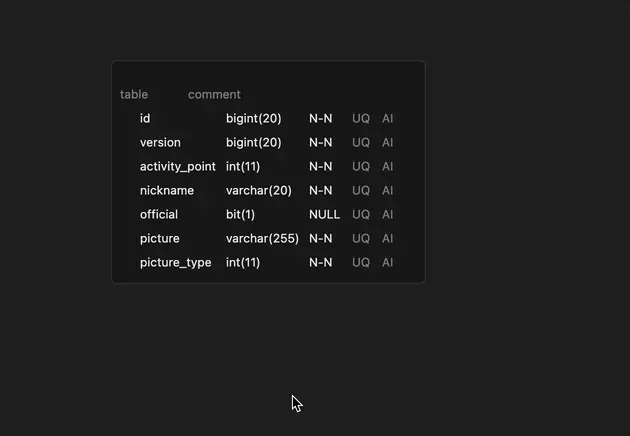 table comment
id bigint(20) N-N UQ AI
version bigint(20) N-N UQ AI
activity_point int(11) N-N UQ AI
nickname varchar(20) N-N UQ AI
official bit(1) NULL UQ AI
picture varchar(255) N-N UQ AI
picture_type int(11) N-N UQ AI